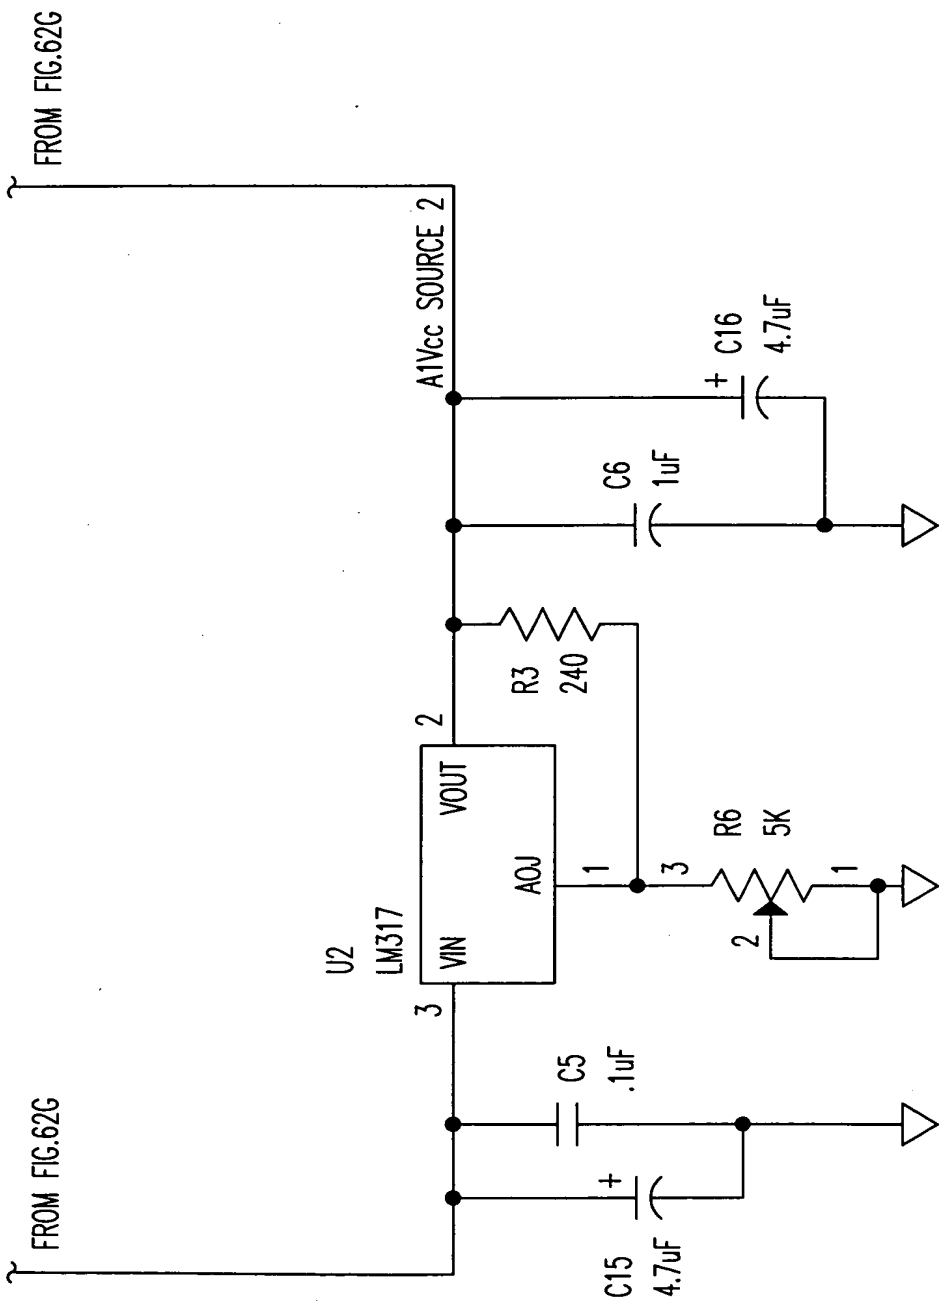 FROM FIG.62G
FROM FIG.62G
U2
LM317
A1Vcc SOURCE 2
3
VIN
VOUT
2
AOJ
1
R3
240
C15
4.7uF
+
C5
.1uF
3
R6
5K
2
1
C6
1uF
+
C16
4.7uF